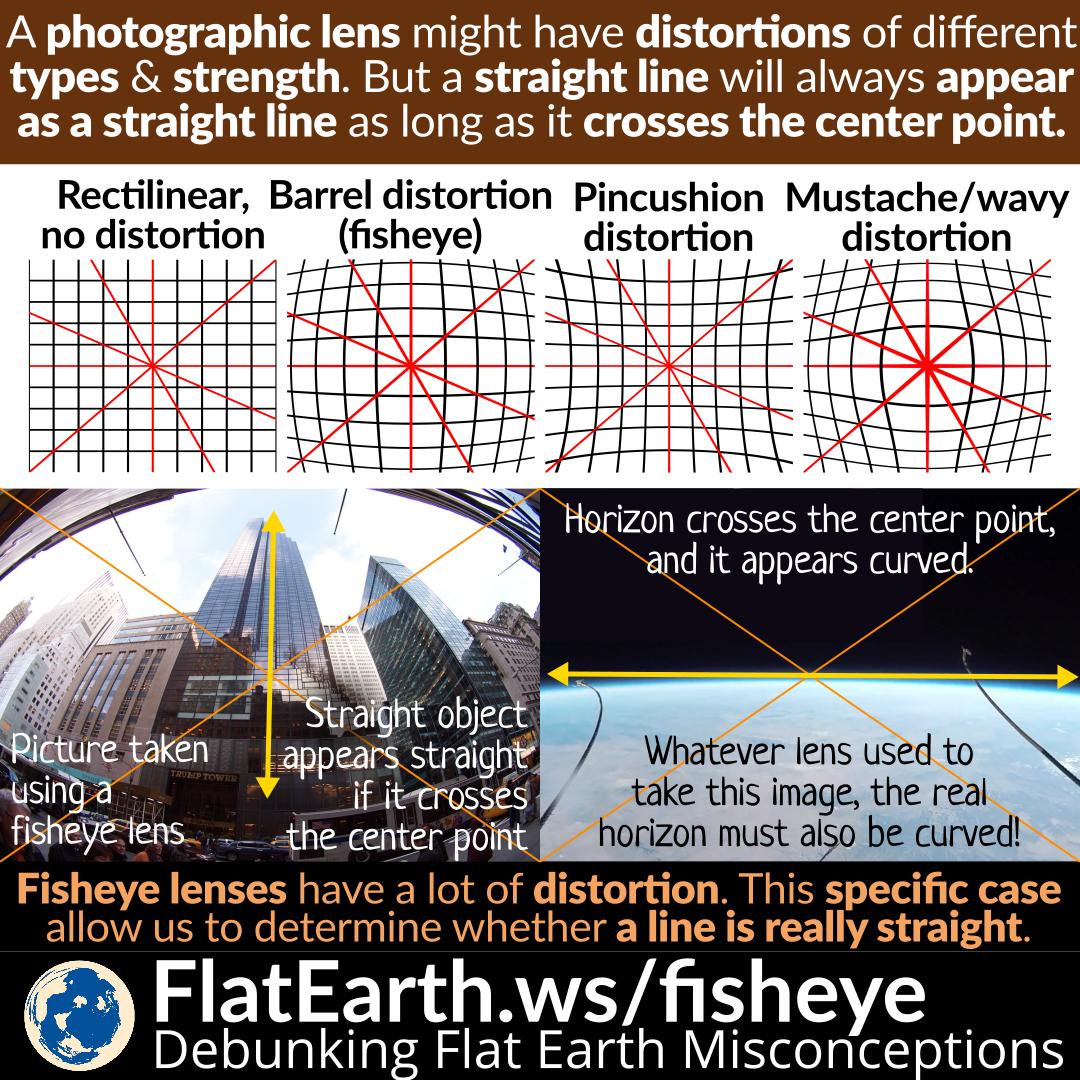 A photographic lens might have distortions of different
types & strength. But a straight line will always appear
as a straight line as long as it crosses the center point.
Rectilinear,
no distortion
Barrel distortion
(fisheye)
Pincushion
distortion
Mustache/wavy
distortion
Picture taken
using a
fisheye lens
TRUMP TOWER
Straight object
appears straight
if it crosses
the center point
Horizon crosses the center point,
and it appears curved.
Whatever lens used to
take this image, the real
horizon must also be curved!
Fisheye lenses have a lot of distortion. This specific case
allow us to determine whether a line is really straight.
FlatEarth.ws/fisheye
Debunking Flat Earth Misconceptions